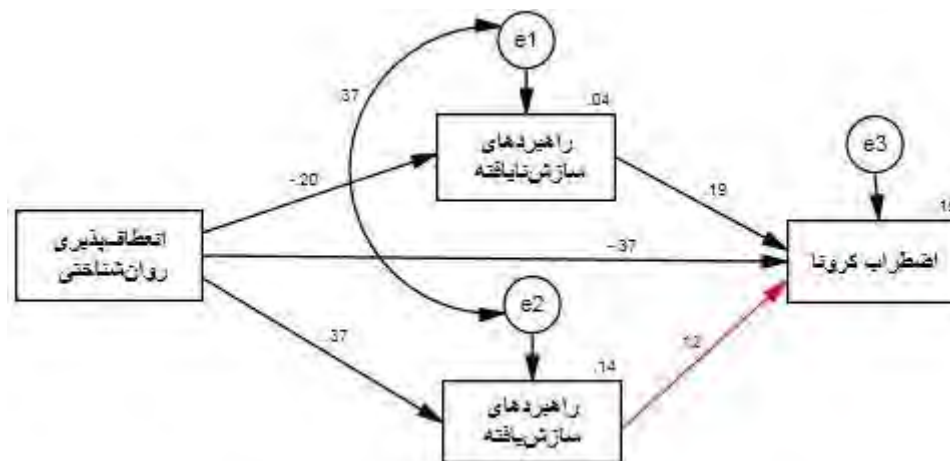 e1
.37
.04
راهبردهای
سازش‌نایافته
e3
-.20
.19
انعطاف‌پذیری
روان‌شناختی
-.37
اضطراب کرونا
e2
.37
.12
.14
راهبردهای
سازش‌یافته